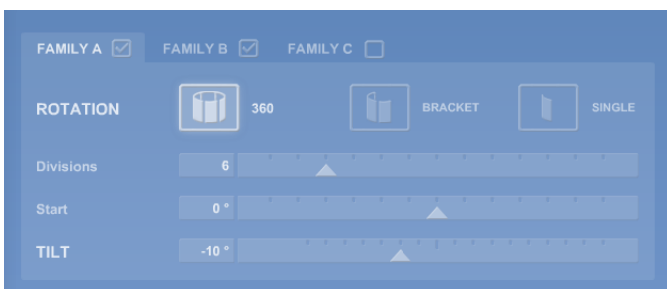 FAMILY A FAMILY B FAMILY C
ROTATION 360 BRACKET SINGLE
Divisions 6
Start 0 °
TILT -10 °